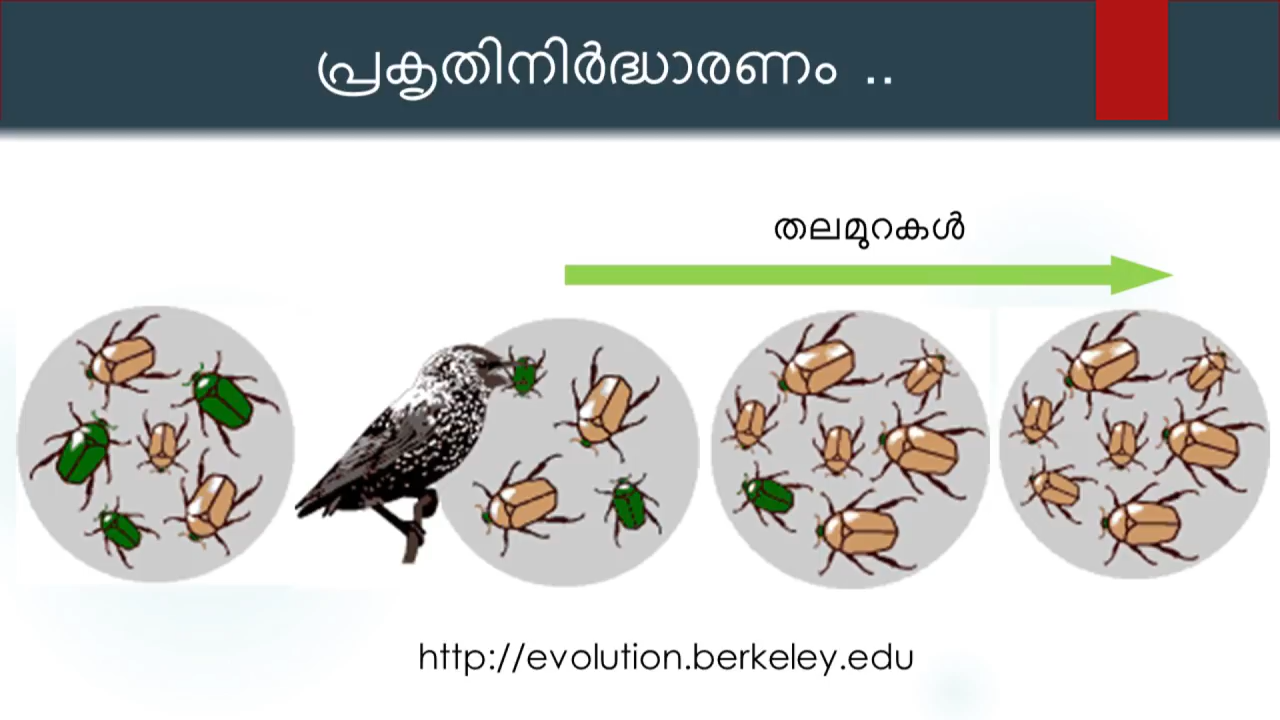 പ്രകൃതിനിർദ്ധാരണം ..
തലമുറകൾ
http://evolution.berkeley.edu